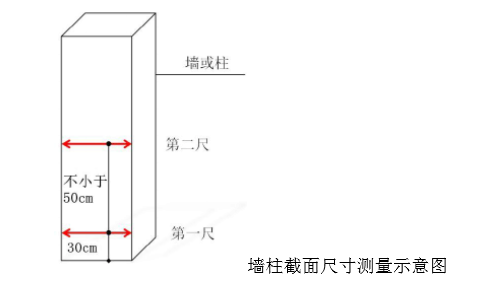 墙或柱
第二尺
不小于
50cm
第一尺
30cm
墙柱截面尺寸测量示意图